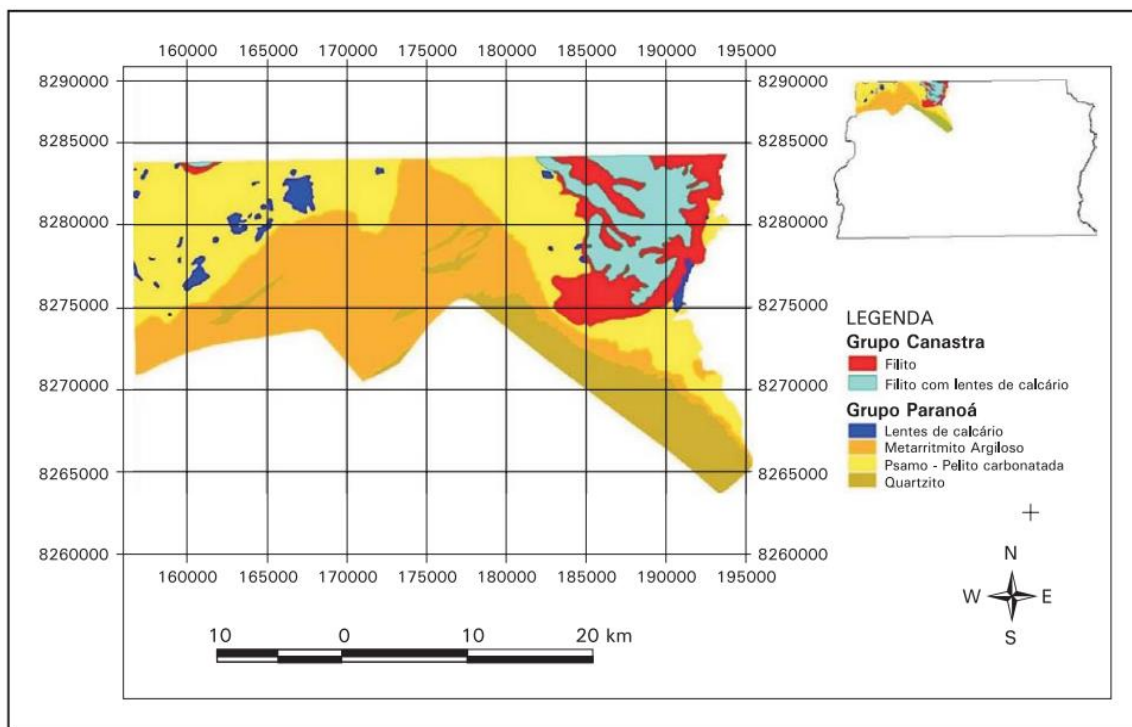 160000 165000 170000 175000 180000 185000 190000 195000
8290000 8290000
8285000 8285000
8280000 8280000
8275000 8275000
8270000 8270000
8265000 8265000
8260000 8260000
160000 165000 170000 175000 180000 185000 190000 195000
LEGENDA
Grupo Canastra
Filito
Filito com lentes de calcário
Grupo Paranoá
Lentes de calcário
Metarritmito Argiloso
Psamo - Pelito carbonatada
Quartzito
N
W E
S
10 0 10 20 km